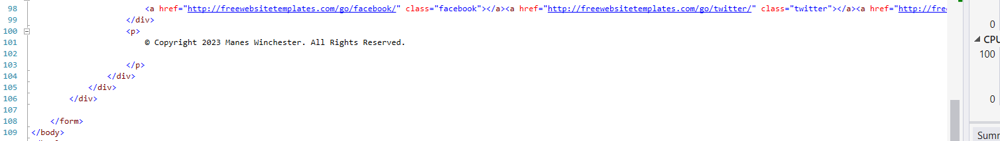 98 <a href="http://freewebsitetemplates.com/go/facebook/" class="facebook"></a><a href="http://freewebsitetemplates.com/go/twitter/" class="twitter"></a><a href="http://free
99 </div>
0
100 <p>
CPU
101 © Copyright 2023 Manes Winchester. All Rights Reserved.
100
102
103 </p>
104 </div>
105 </div>
106 </div>
0
107
108 </form>
109 </body>
Summ